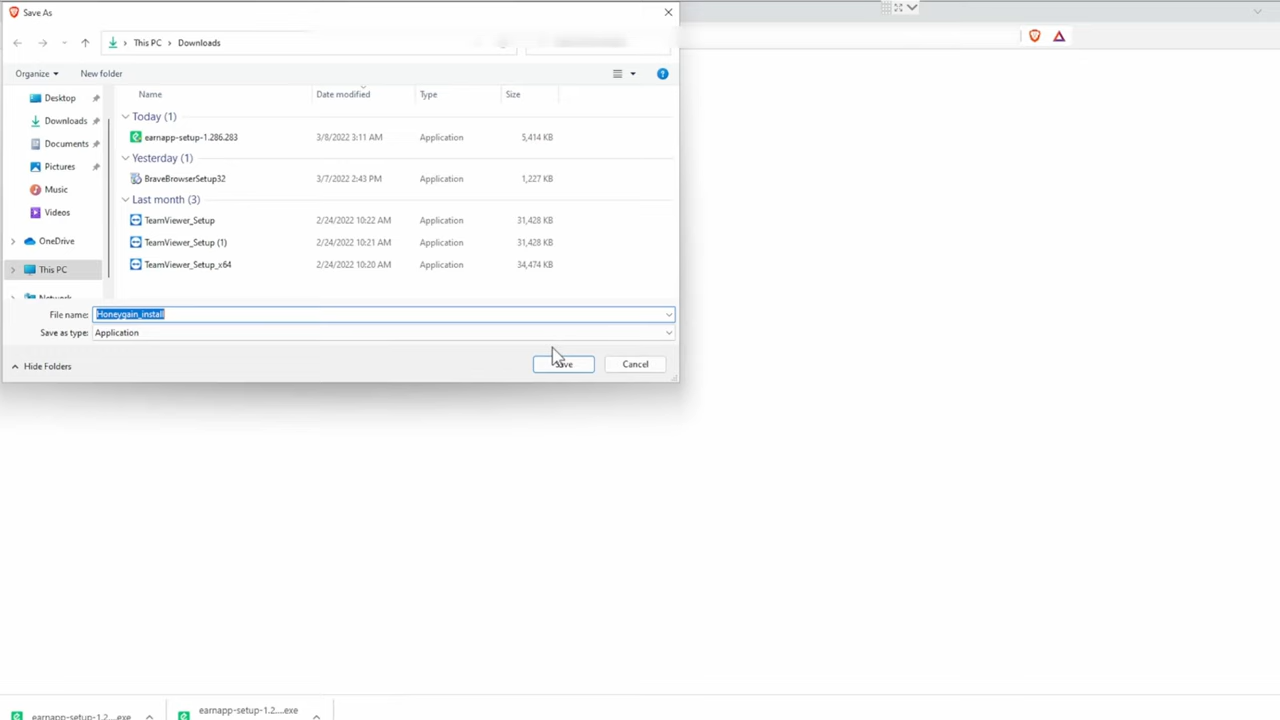 Save As
This PC > Downloads
Organize
New folder
Name
Date modified
Type
Size
Desktop
Downloads
Documents
Pictures
Music
Videos
OneDrive
This PC
Network
Today (1)
earnapp-setup-1.286.283 3/8/2022 3:11 AM Application 5,414 KB
Yesterday (1)
BraveBrowserSetup32 3/7/2022 2:43 PM Application 1,227 KB
Last month (3)
TeamViewer_Setup 2/24/2022 10:22 AM Application 31,428 KB
TeamViewer_Setup (1) 2/24/2022 10:21 AM Application 31,428 KB
TeamViewer_Setup_x64 2/24/2022 10:20 AM Application 34,474 KB
File name: Honeygain_install
Save as type: Application
Hide Folders
Save
Cancel
earnapp-setup-1.2....exe
earnapp-setup-1.2....exe